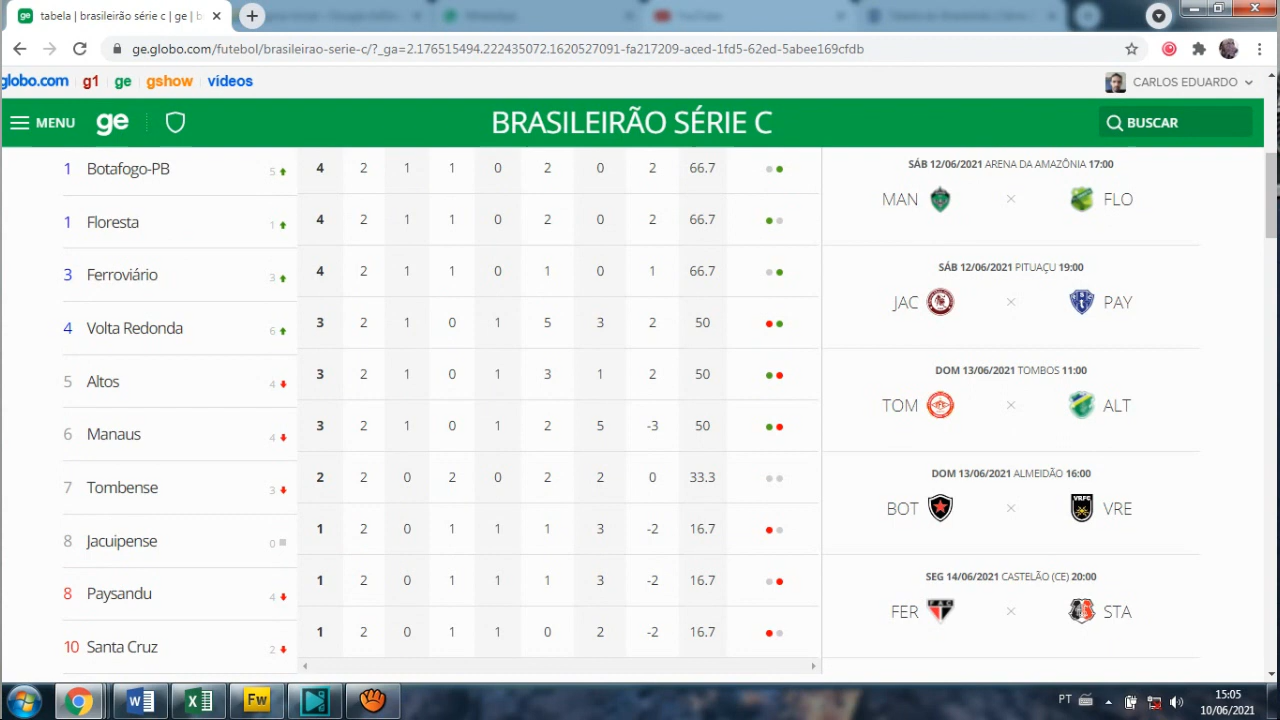 tabela | brasileirão série c | ge | b
ge.globo.com/futebol/brasileirao-serie-c/?_ga=2.176515494.222435072.1620527091-fa217209-aced-1fd5-62ed-5abee169cfdb
globo.com g1 ge gshow vídeos CARLOS EDUARDO
MENU ge BRASILEIRÃO SÉRIE C BUSCAR
1 Botafogo-PB 5 4 2 1 1 0 2 0 2 66.7
1 Floresta 1 4 2 1 1 0 2 0 2 66.7
3 Ferroviário 3 4 2 1 1 0 1 0 1 66.7
4 Volta Redonda 6 3 2 1 0 1 5 3 2 50
5 Altos 4 3 2 1 0 1 3 1 2 50
6 Manaus 4 3 2 1 0 1 2 5 -3 50
7 Tombense 3 2 2 0 2 0 2 2 0 33.3
8 Jacuipense 0 1 2 0 1 1 1 3 -2 16.7
8 Paysandu 4 1 2 0 1 1 1 3 -2 16.7
10 Santa Cruz 2 1 2 0 1 1 0 2 -2 16.7
SÁB 12/06/2021 ARENA DA AMAZÔNIA 17:00
MAN × FLO
SÁB 12/06/2021 PITUAÇU 19:00
JAC × PAY
DOM 13/06/2021 TOMBOS 11:00
TOM × ALT
DOM 13/06/2021 ALMEIDÃO 16:00
BOT × VRE
SEG 14/06/2021 CASTELÃO (CE) 20:00
FER × STA
Fw
PT
15:05
10/06/2021